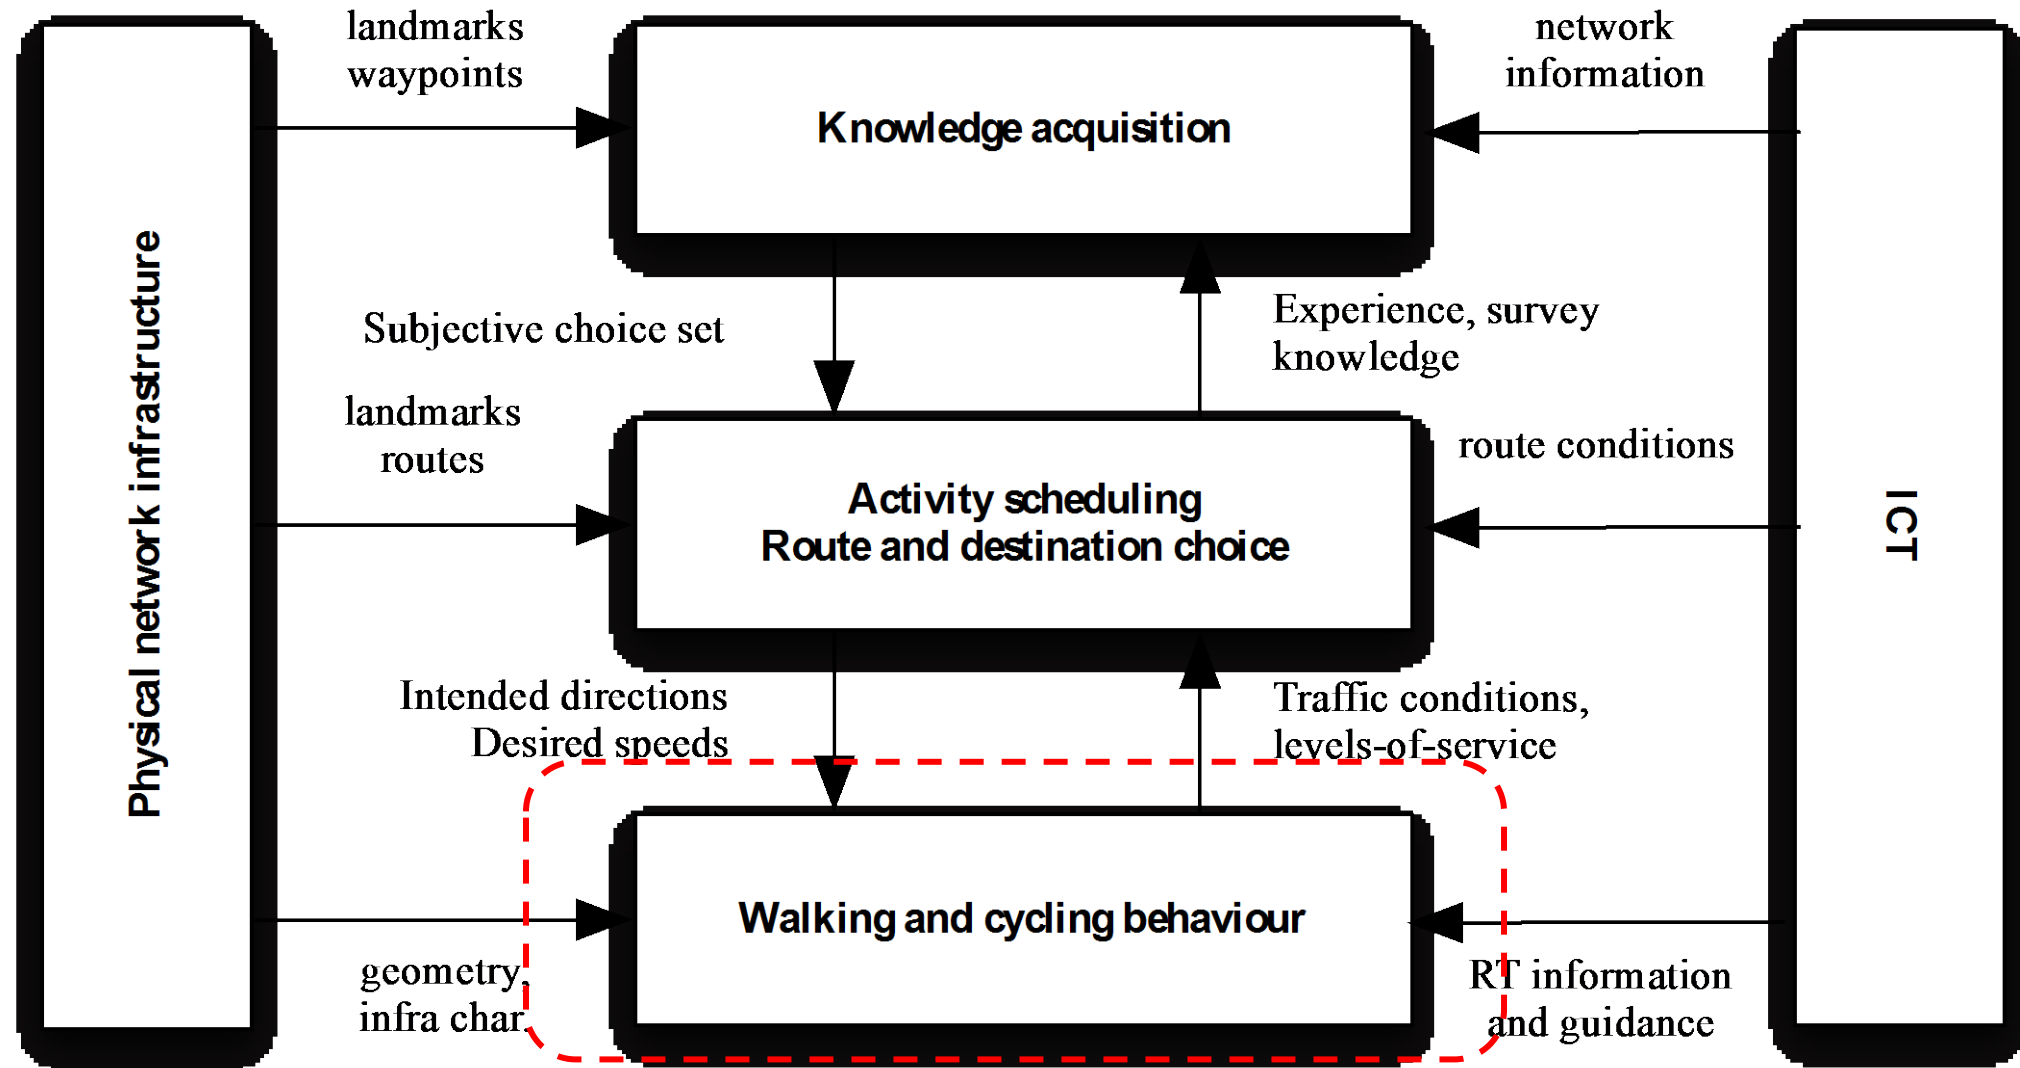 landmarks
waypoints
network
information
Knowledge acquisition
Physical network infrastructure
Subjective choice set
Experience, survey
knowledge
landmarks
routes
route conditions
Activity scheduling
Route and destination choice
ICT
Intended directions
Desired speeds
Traffic conditions,
levels-of-service
Walking and cycling behaviour
geometry,
infra char.
RT information
and guidance